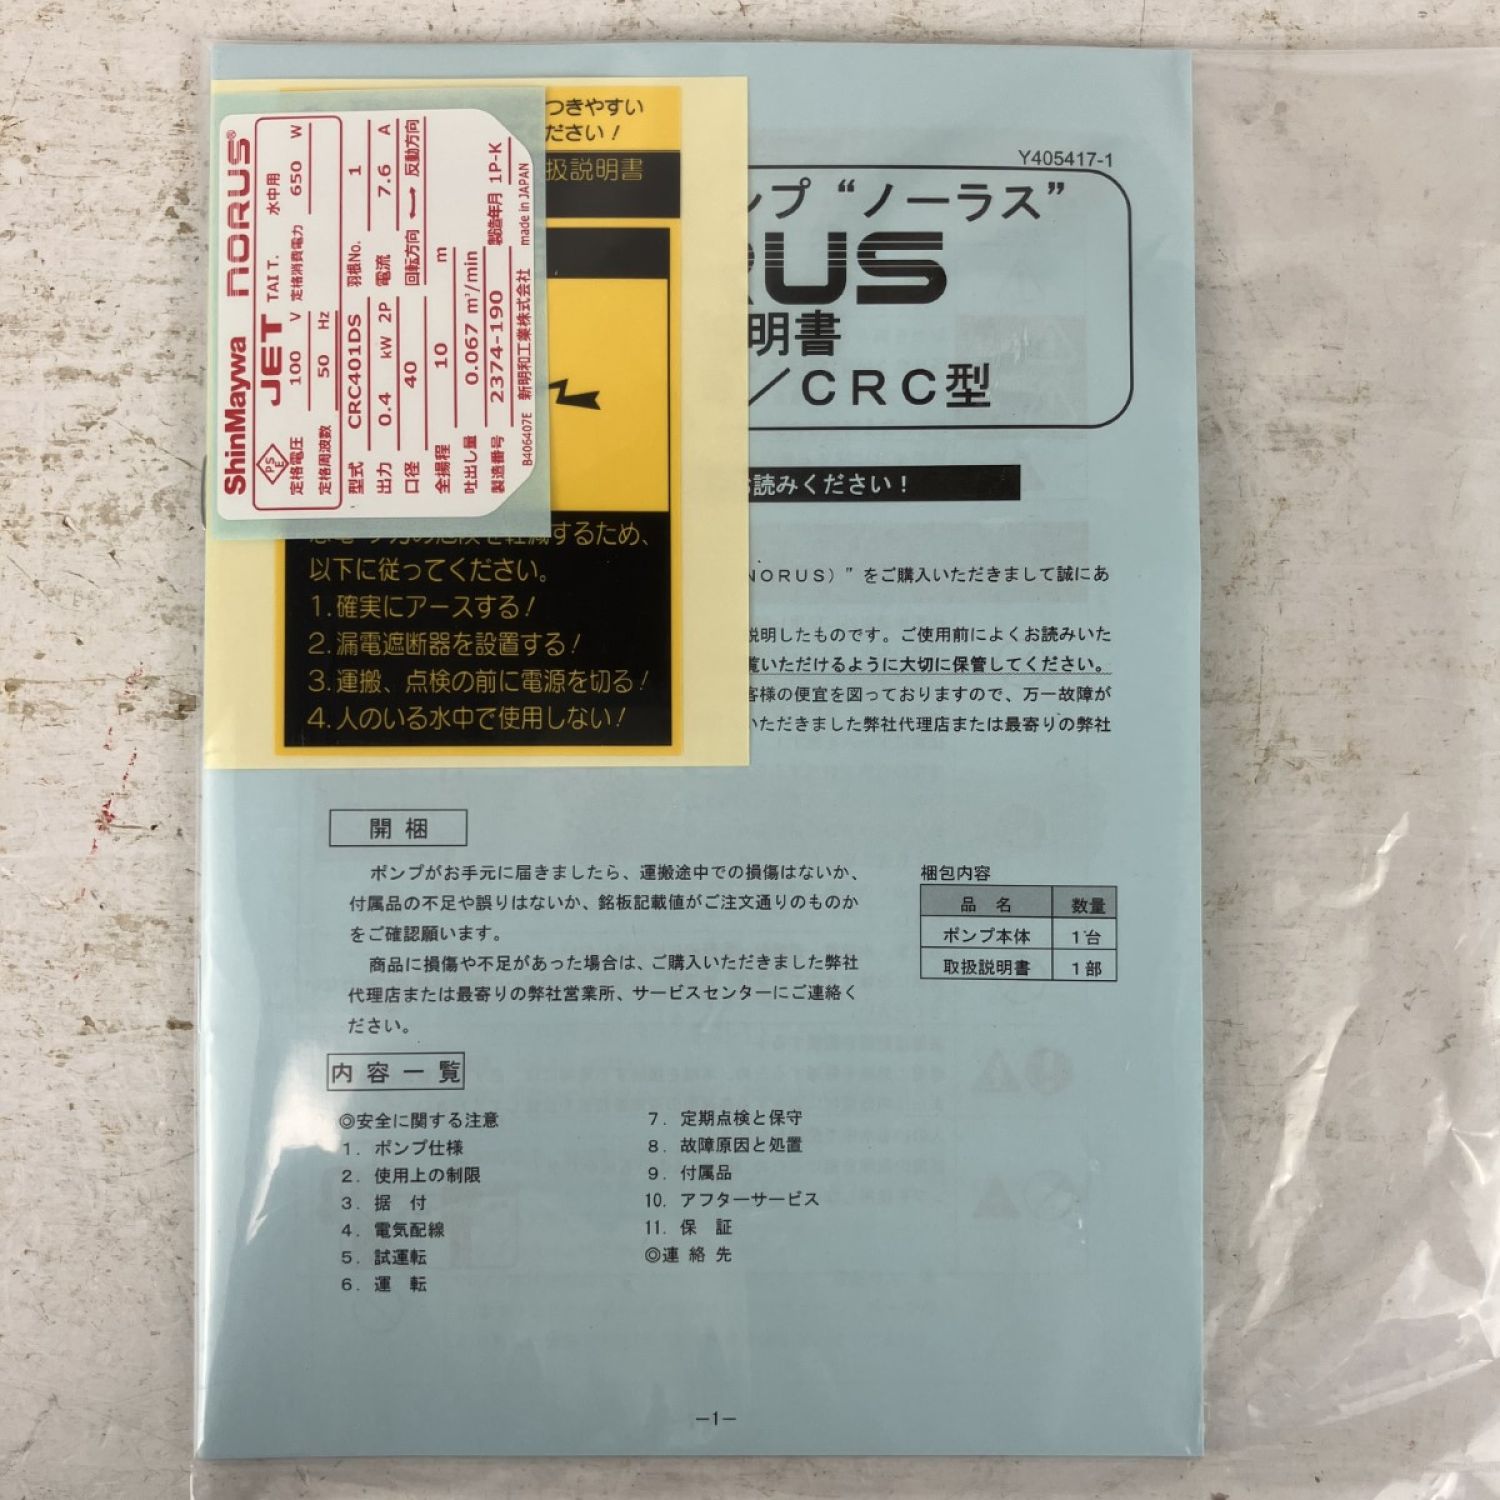 ShinMaywa NORUS®
JET TAIT. 水中用
定格電圧 100 V 定格消費電力 650 W
定格周波数 50 Hz
型式 CRC401DS 羽根No. 1
出力 0.4 kW 2P 電流 7.6 A
口径 40 回転方向 反動方向
全揚程 10 m
吐出し量 0.067 m³/min
製造番号 2374-190 製造年月 1P-K
B406407E 新明和工業株式会社 made in JAPAN
つきやすい
ださい！
扱説明書
するため、
以下に従ってください。
1.確実にアースする！
2.漏電遮断器を設置する！
3.運搬、点検の前に電源を切る！
4.人のいる水中で使用しない！
Y405417-1
ンプ “ノーラス”
RUS
明書
／CRC型
読みください！
NORUS）”をご購入いただきまして誠にあ
説明したものです。ご使用前によくお読みいた
覧いただけるように大切に保管してください。
客様の便宜を図っておりますので、万一故障が
いただきました弊社代理店または最寄りの弊社
開 梱
ポンプがお手元に届きましたら、運搬途中での損傷はないか、
付属品の不足や誤りはないか、銘板記載値がご注文通りのものか
をご確認願います。
商品に損傷や不足があった場合は、ご購入いただきました弊社
代理店または最寄りの弊社営業所、サービスセンターにご連絡く
ださい。
梱包内容
品 名 数量
ポンプ本体 1台
取扱説明書 1部
内 容 一 覧
◎安全に関する注意
1．ポンプ仕様
2．使用上の制限
3．据 付
4．電気配線
5．試運転
6．運 転
7．定期点検と保守
8．故障原因と処置
9．付属品
10．アフターサービス
11．保 証
◎連 絡 先
－1－